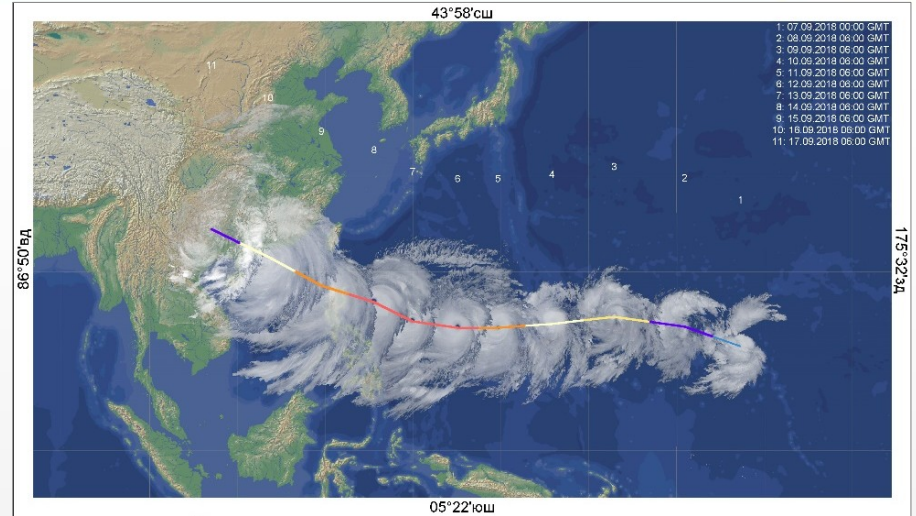 43°58'сш
1: 07.09.2018 00:00 GMT
2: 08.09.2018 06:00 GMT
3: 09.09.2018 06:00 GMT
4: 10.09.2018 06:00 GMT
5: 11.09.2018 06:00 GMT
6: 12.09.2018 06:00 GMT
7: 13.09.2018 06:00 GMT
8: 14.09.2018 06:00 GMT
9: 15.09.2018 06:00 GMT
10: 16.09.2018 06:00 GMT
11: 17.09.2018 06:00 GMT
11
10
9
8
7
6
5
4
3
2
1
86°50'вд
175°32'зд
05°22'юш